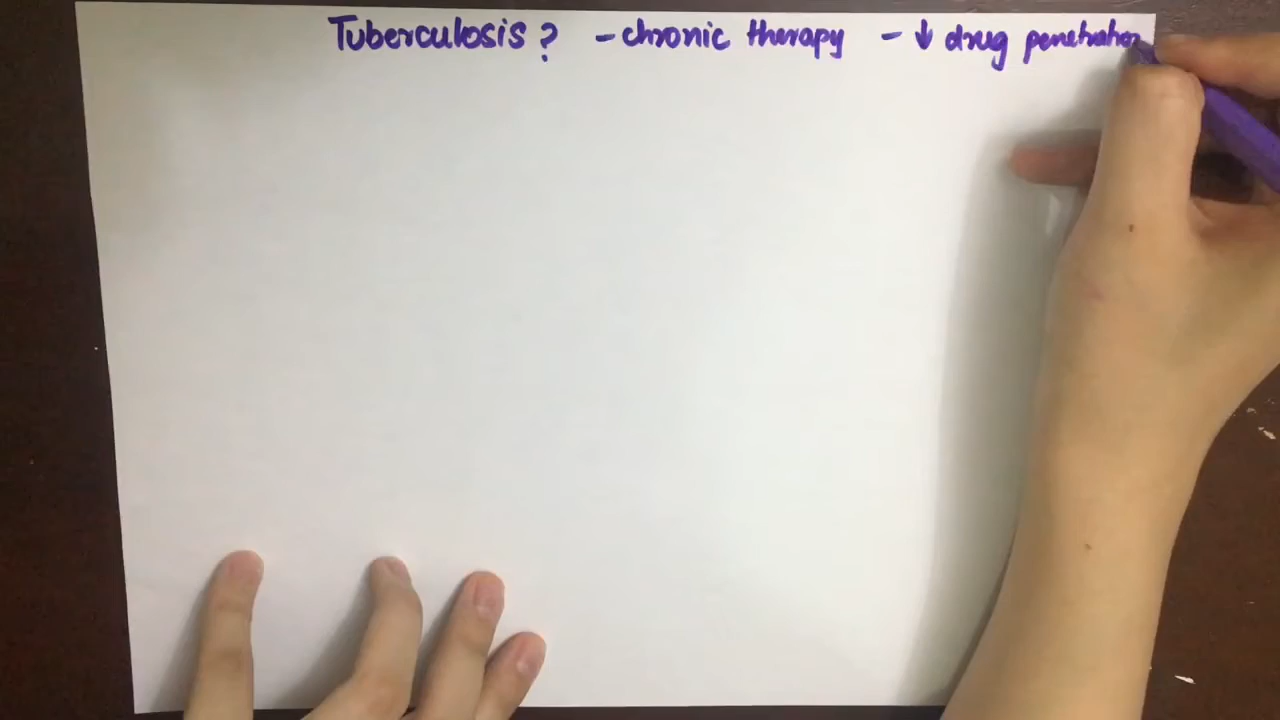 Tuberculosis? - chronic therapy - ↓ drug penetration